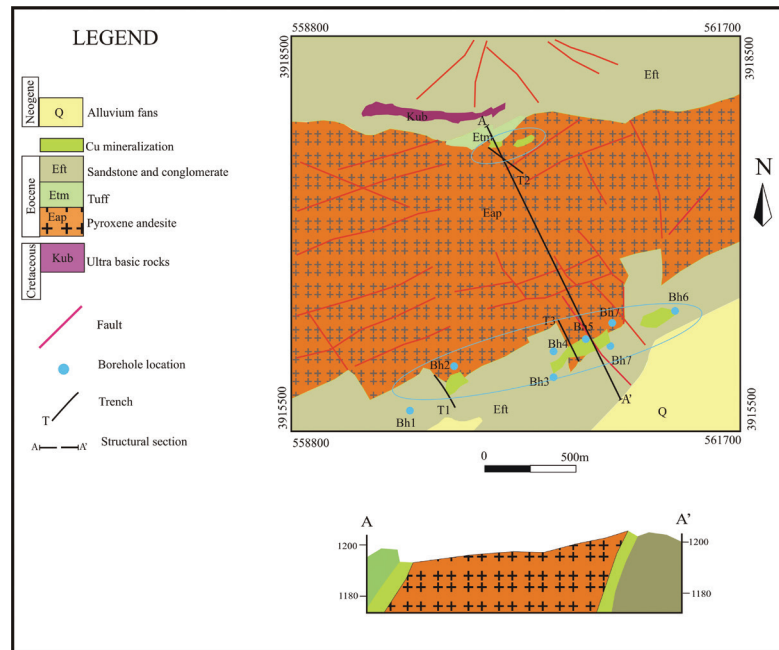 LEGEND
Neogene
Q Alluvium fans
Cu mineralization
Eocene
Eft Sandstone and conglomerate
Etm Tuff
Eap Pyroxene andesite
Cretaceous
Kub Ultra basic rocks
Fault
Borehole location
T Trench
A A' Structural section
558800 561700
3918500 3918500
Eft
Kub
A
Etm
T2
Eap
N
Bh6
T3 Bh7
Bh5
Bh4
Bh7
Bh2
Bh3
T1 Eft
A'
Q
Bh1
3915500 3915500
558800 561700
0 500m
A A'
1200 1200
1180 1180